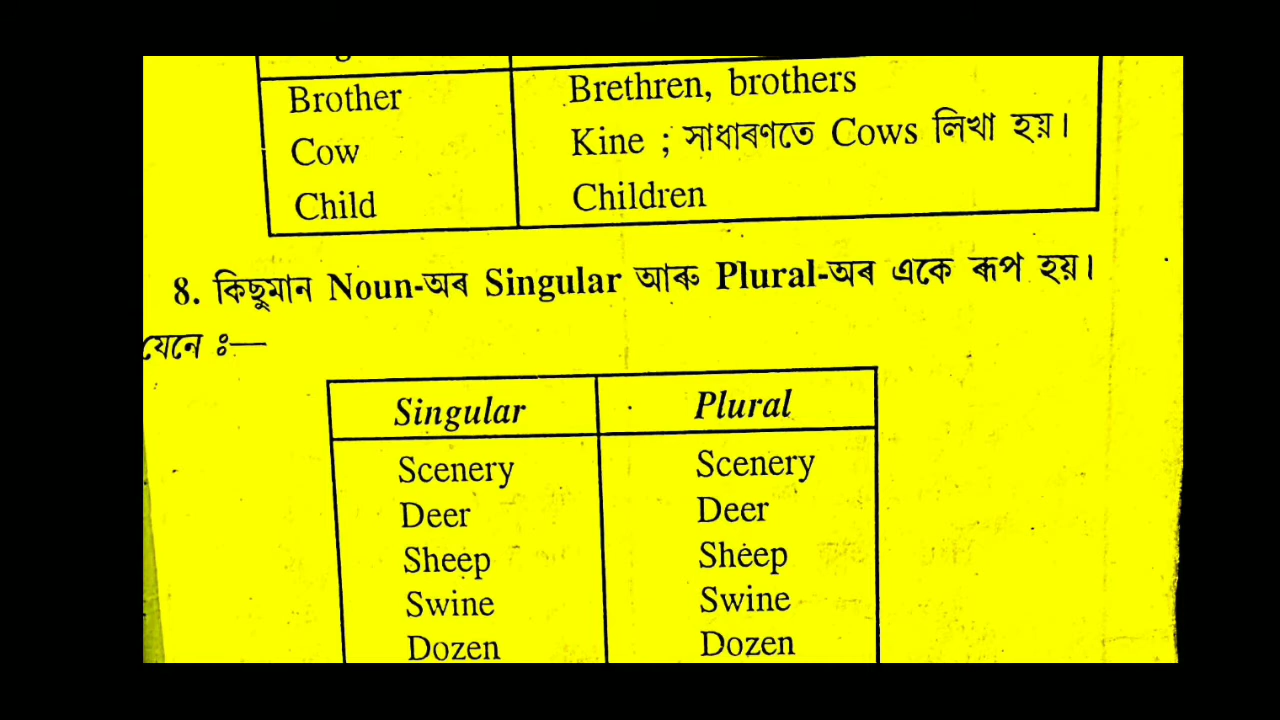 Brother Brethren, brothers
Cow Kine ; সাধাৰণতে Cows লিখা হয়।
Child Children
8. কিছুমান Noun-অৰ Singular আৰু Plural-অৰ একে ৰূপ হয়।
যেনে ঃ—
Singular Plural
Scenery Scenery
Deer Deer
Sheep Sheep
Swine Swine
Dozen Dozen